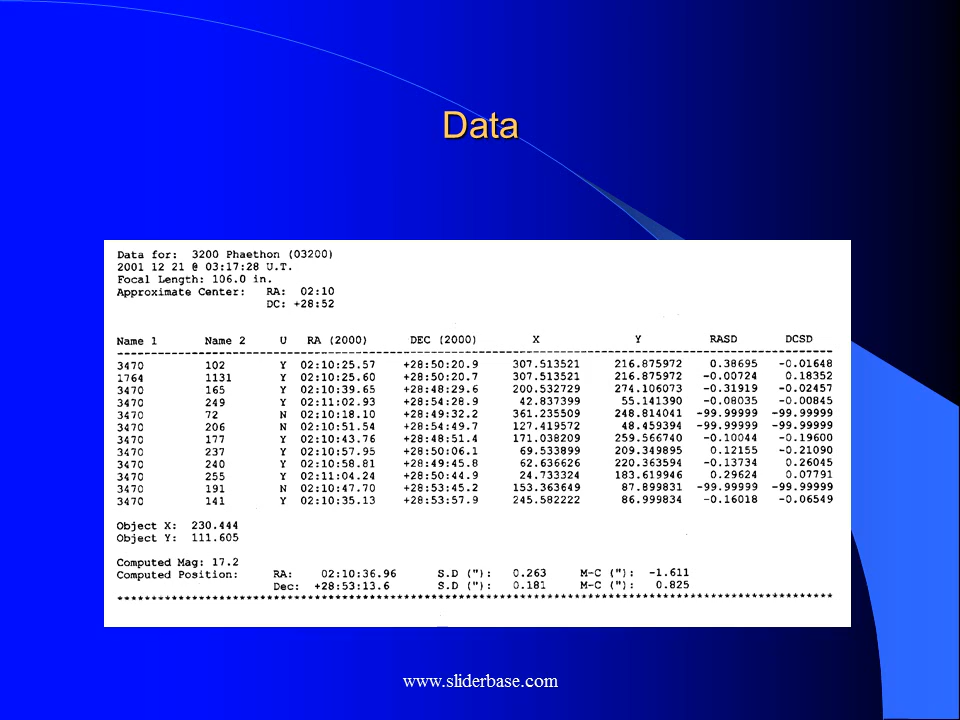 Data
Data for: 3200 Phaethon (03200)
2001 12 21 @ 03:17:28 U.T.
Focal Length: 106.0 in.
Approximate Center: RA: 02:10
DC: +28:52
Name 1 Name 2 U RA (2000) DEC (2000) X Y RASD DCSD
3470 102 Y 02:10:25.57 +28:50:20.9 307.513521 216.875972 0.38695 -0.01648
1764 1131 Y 02:10:25.60 +28:50:20.7 307.513521 216.875972 -0.00724 0.18352
3470 165 Y 02:10:39.65 +28:48:29.6 200.532729 274.106073 -0.31919 -0.02457
3470 249 Y 02:11:02.93 +28:54:28.9 42.837399 55.141390 -0.08035 -0.00845
3470 72 N 02:10:18.10 +28:49:32.2 361.235509 248.814041 -99.99999 -99.99999
3470 206 N 02:10:51.54 +28:54:49.7 127.419572 48.459394 -99.99999 -99.99999
3470 177 Y 02:10:43.76 +28:48:51.4 171.038209 259.566740 -0.10044 -0.19600
3470 237 Y 02:10:57.95 +28:50:06.1 69.533899 209.349895 0.12155 -0.21090
3470 240 Y 02:10:58.81 +28:49:45.8 62.636626 220.363594 -0.13734 0.26045
3470 255 Y 02:11:04.24 +28:50:44.9 24.733324 183.619946 0.29624 0.07791
3470 191 N 02:10:47.70 +28:53:45.2 153.363649 87.899831 -99.99999 -99.99999
3470 141 Y 02:10:35.13 +28:53:57.9 245.582222 86.999834 -0.16018 -0.06549
Object X: 230.444
Object Y: 111.605
Computed Mag: 17.2
Computed Position: RA: 02:10:36.96 S.D ("): 0.263 M-C ("): -1.611
Dec: +28:53:13.6 S.D ("): 0.181 M-C ("): 0.825
www.sliderbase.com